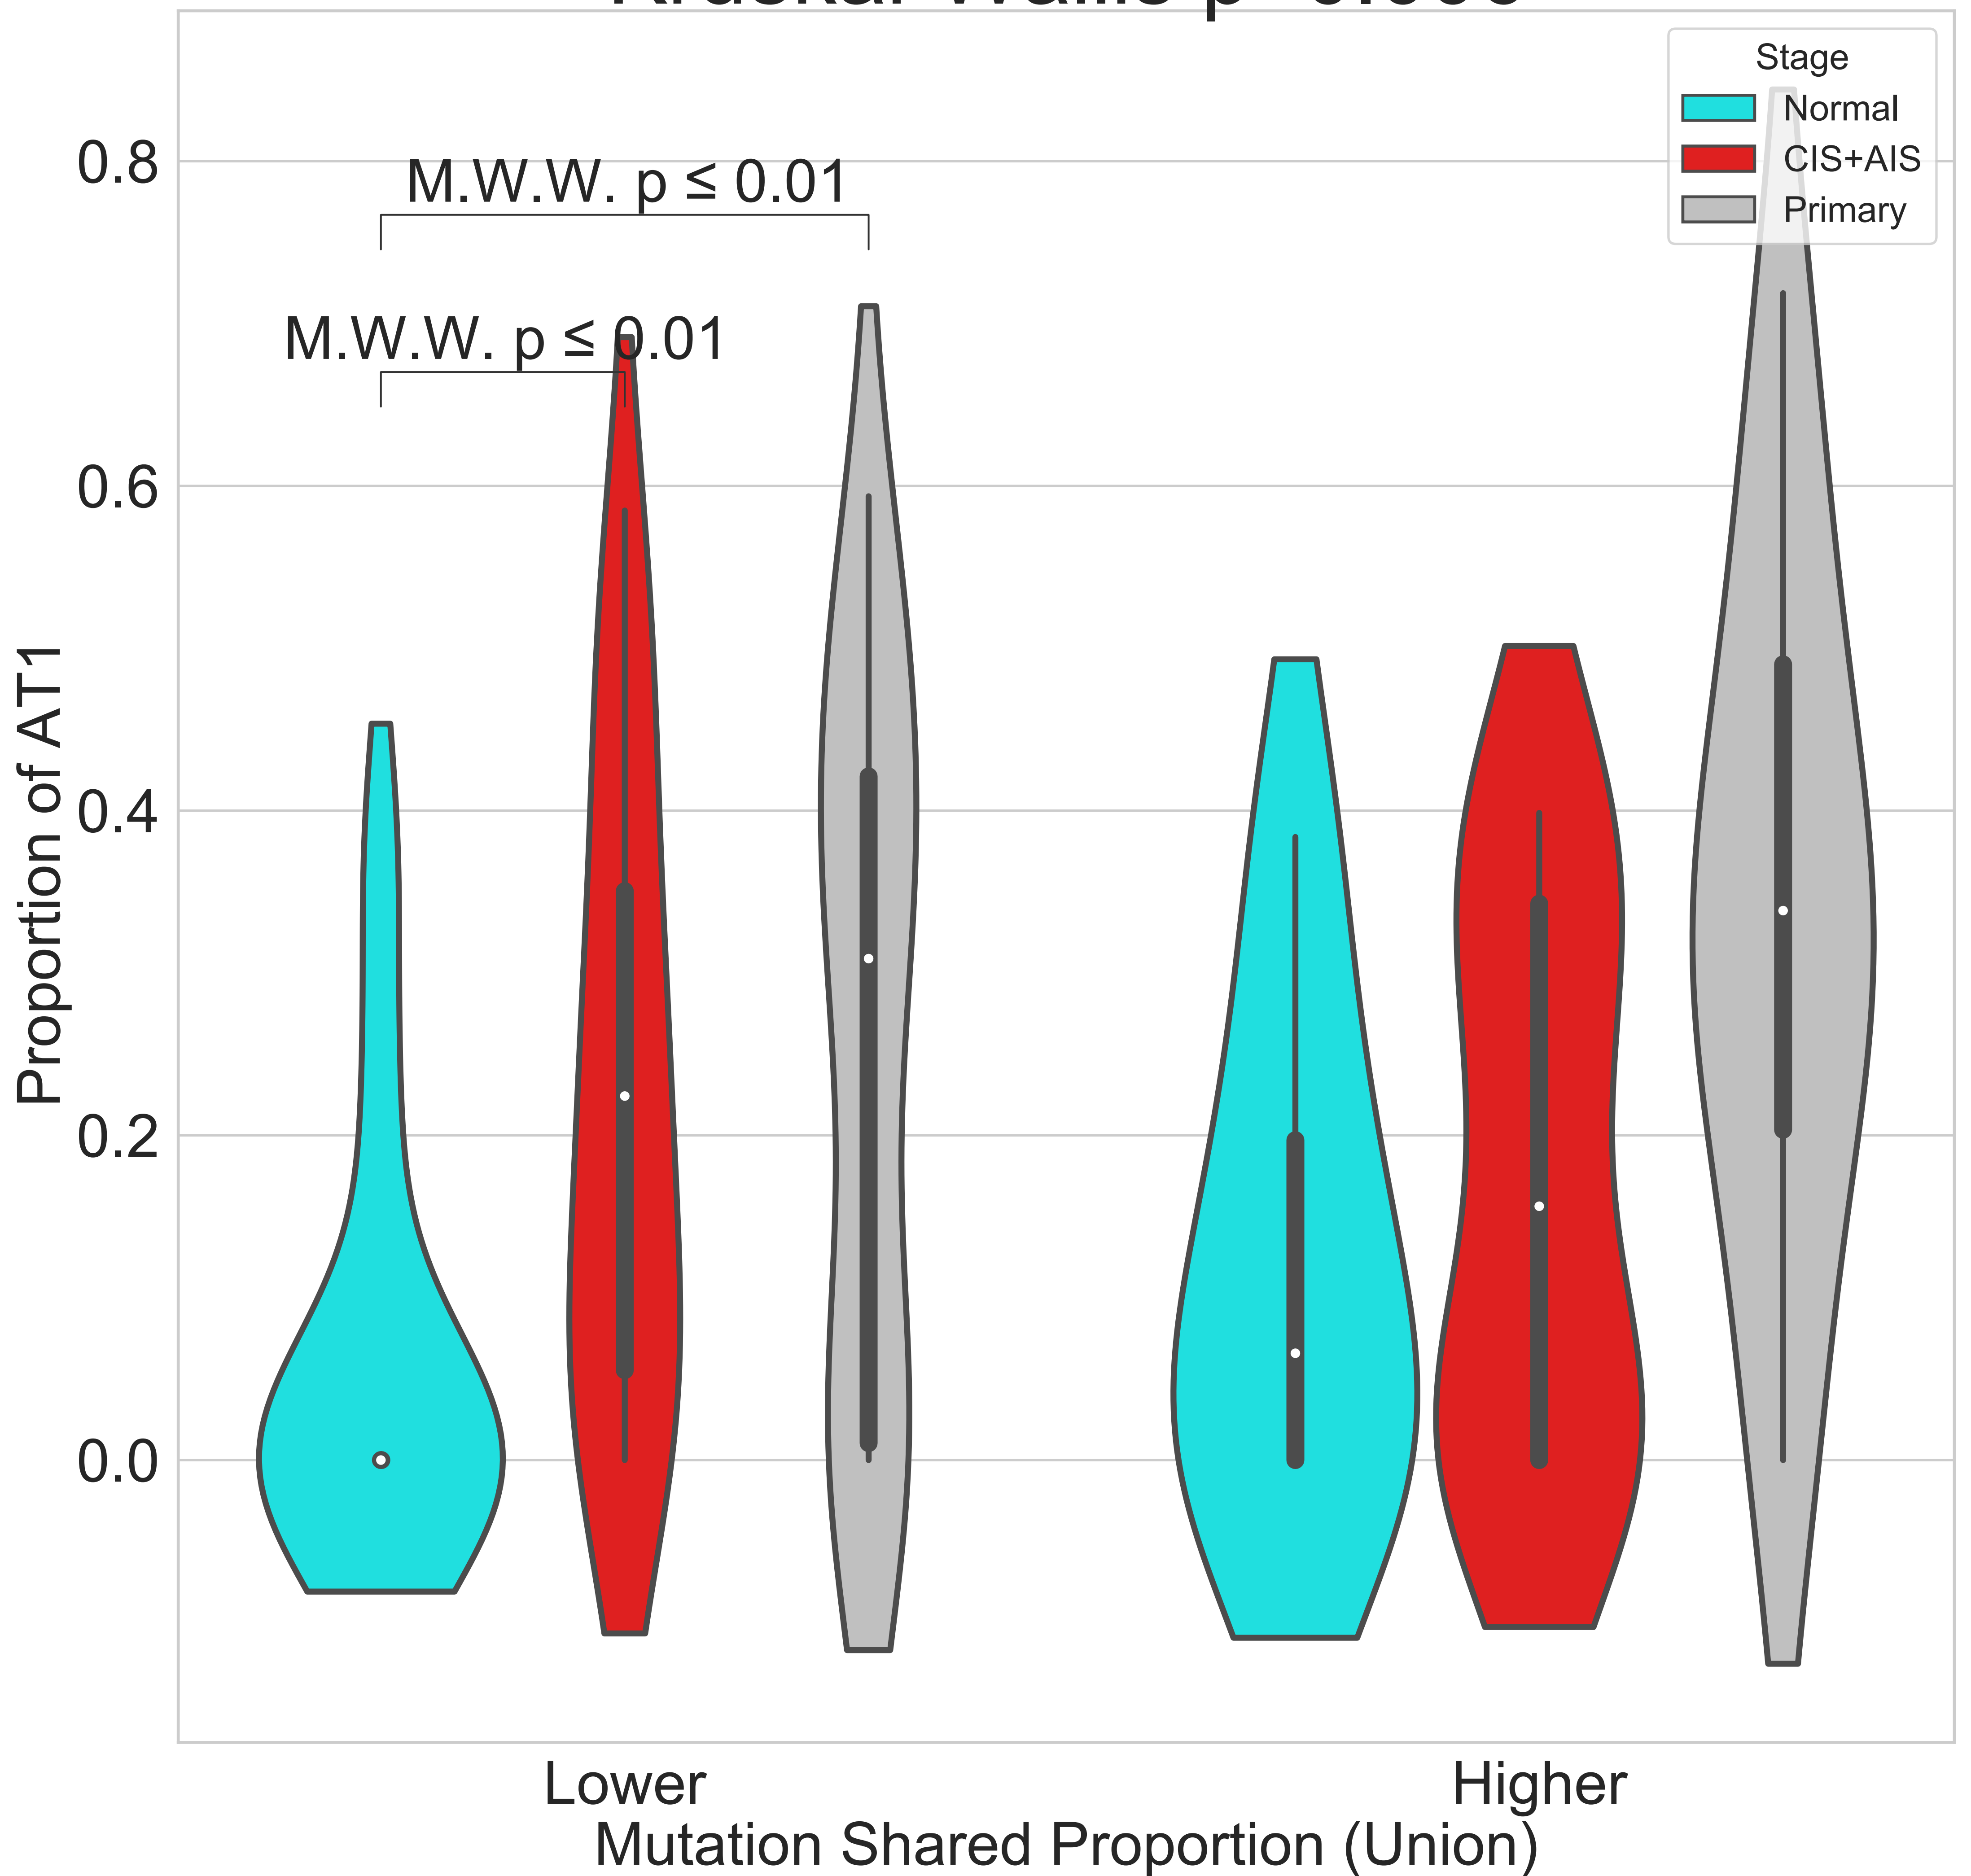 Stage
Normal
CIS+AIS
Primary
M.W.W. p ≤ 0.01
M.W.W. p ≤ 0.01
0.8
0.6
0.4
0.2
0.0
Proportion of AT1
Lower
Higher
Mutation Shared Proportion (Union)